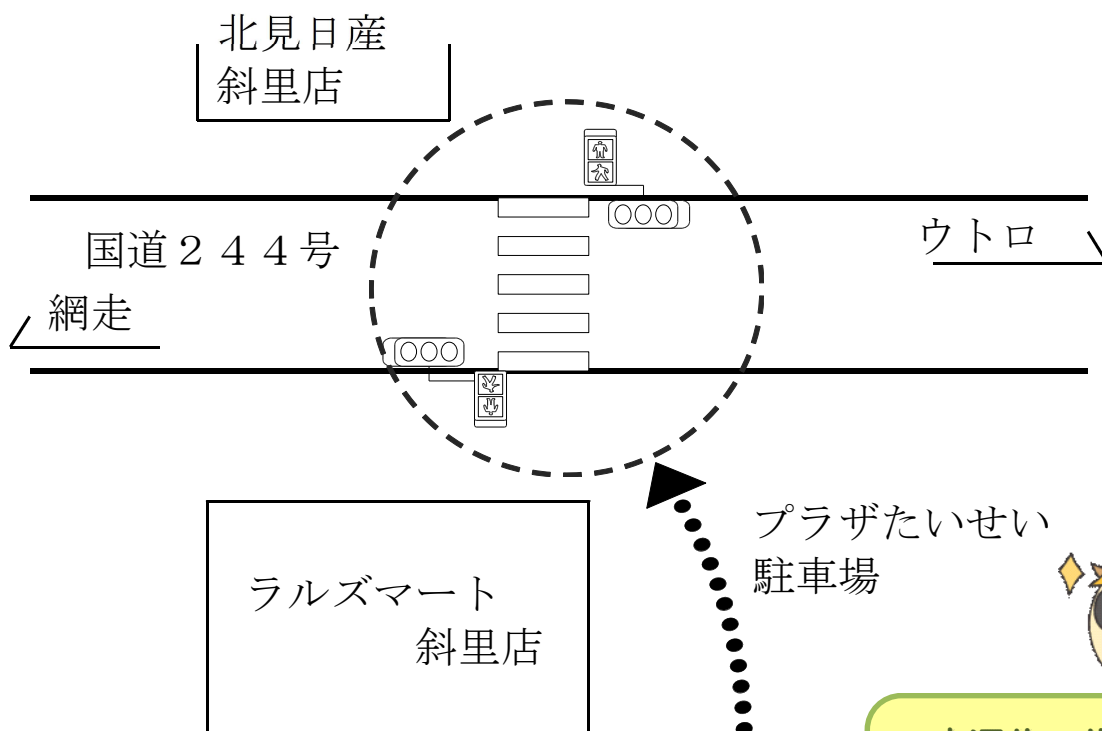 北見日産
斜里店
国道２４４号
ウトロ
網走
プラザたいせい
駐車場
ラルズマート
斜里店